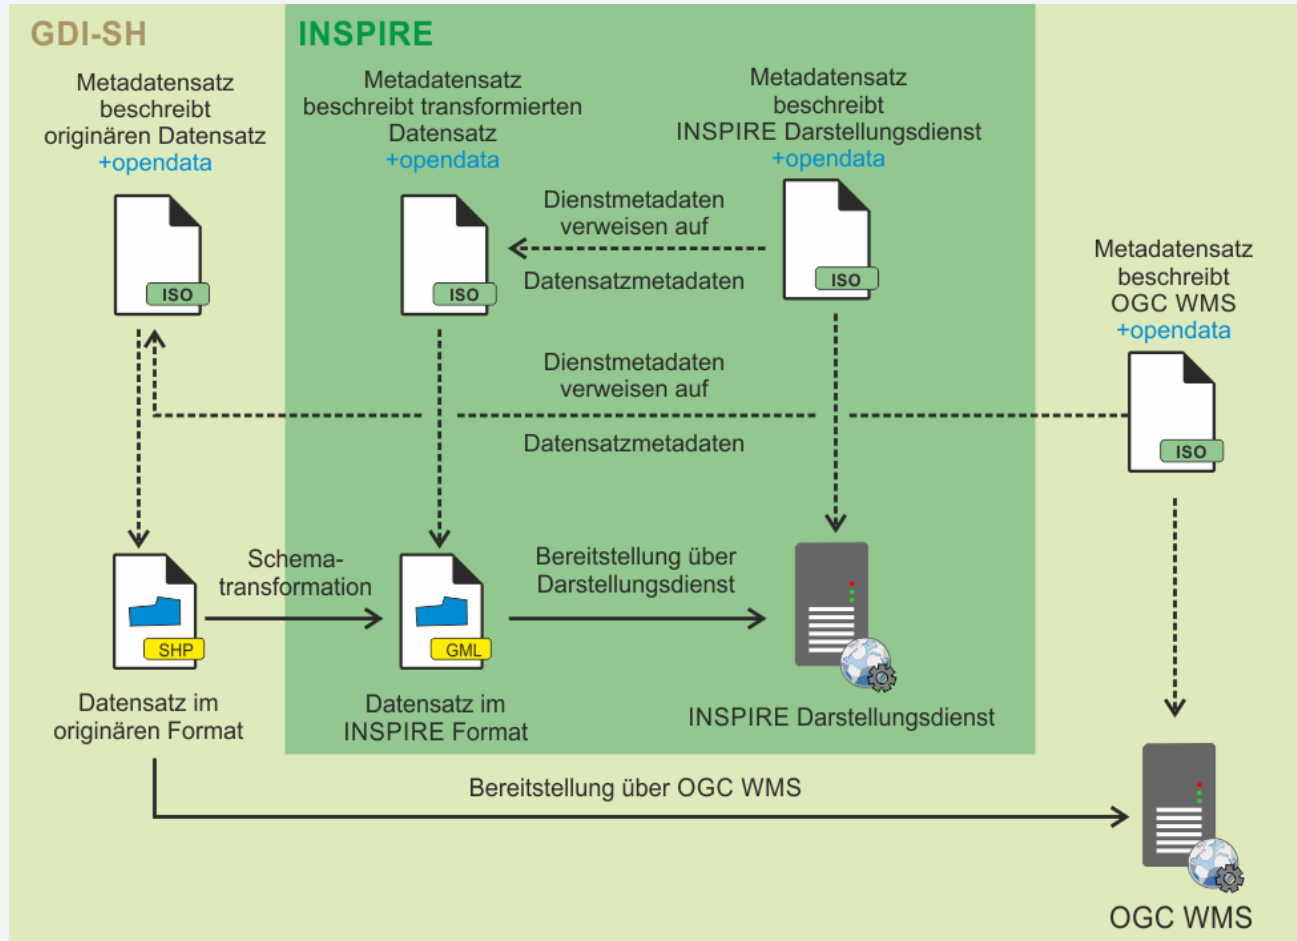 GDI-SH
INSPIRE
Metadatensatz
beschreibt
originären Datensatz
+opendata
ISO
Metadatensatz
beschreibt transformierten
Datensatz
+opendata
ISO
Metadatensatz
beschreibt
INSPIRE Darstellungsdienst
+opendata
ISO
Dienstmetadaten
verweisen auf
Datensatzmetadaten
Metadatensatz
beschreibt
OGC WMS
+opendata
ISO
Dienstmetadaten
verweisen auf
Datensatzmetadaten
SHP
Datensatz im
originären Format
Schema-
transformation
GML
Datensatz im
INSPIRE Format
Bereitstellung über
Darstellungsdienst
INSPIRE Darstellungsdienst
Bereitstellung über OGC WMS
OGC WMS